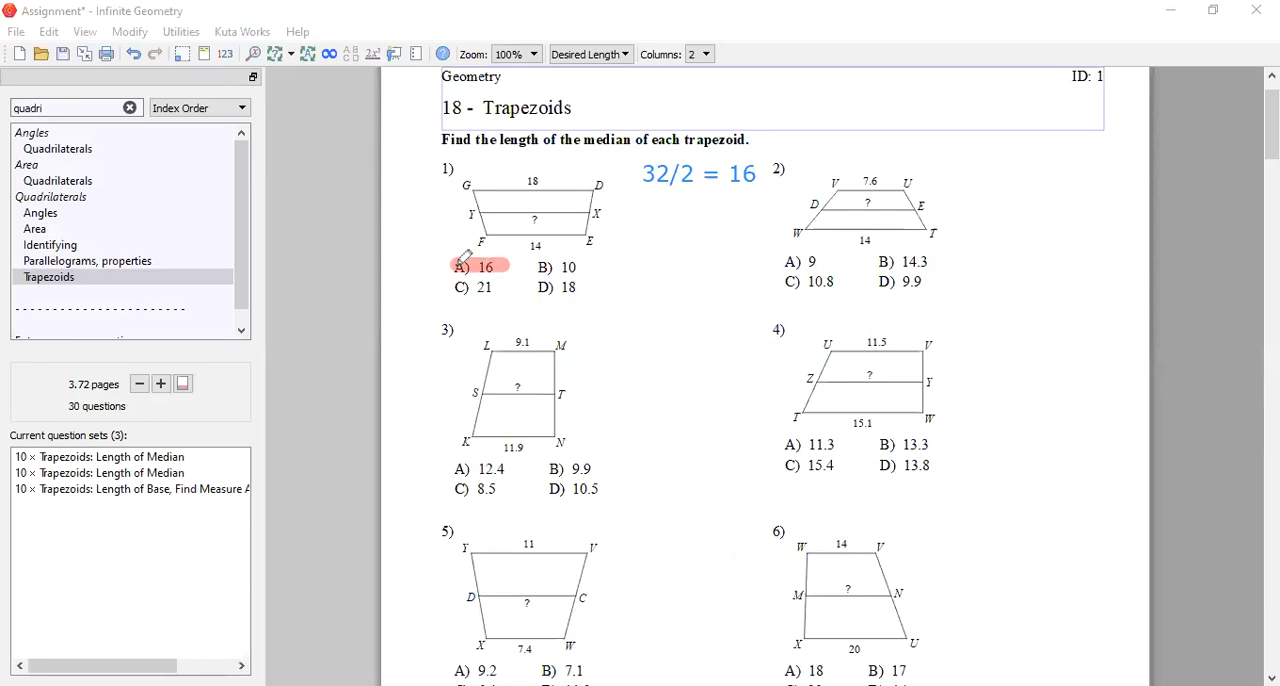 Assignment* - Infinite Geometry
File Edit View Modify Utilities Kuta Works Help
123 Zoom: 100% Desired Length Columns: 2
quadri Index Order
Angles
Quadrilaterals
Area
Quadrilaterals
Quadrilaterals
Angles
Area
Identifying
Parallelograms, properties
Trapezoids
3.72 pages
30 questions
Current question sets (3):
10 × Trapezoids: Length of Median
10 × Trapezoids: Length of Median
10 × Trapezoids: Length of Base, Find Measure A
Geometry ID: 1
18 - Trapezoids
Find the length of the median of each trapezoid.
1) 32/2 = 16
G 18 D
Y ? X
F 14 E
A) 16 B) 10
C) 21 D) 18
2)
V 7.6 U
D ? E
W 14 T
A) 9 B) 14.3
C) 10.8 D) 9.9
3)
L 9.1 M
S ? T
K 11.9 N
A) 12.4 B) 9.9
C) 8.5 D) 10.5
4)
U 11.5 V
Z ? Y
T 15.1 W
A) 11.3 B) 13.3
C) 15.4 D) 13.8
5)
Y 11 V
D ? C
X 7.4 W
A) 9.2 B) 7.1
6)
W 14 V
M ? N
X 20 U
A) 18 B) 17